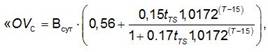 «OV_C = B_сут * (0,56 + (0,15t_TS 1,0172^(T-15)) / (1+0.17t_TS 1,0172^(T-15))),